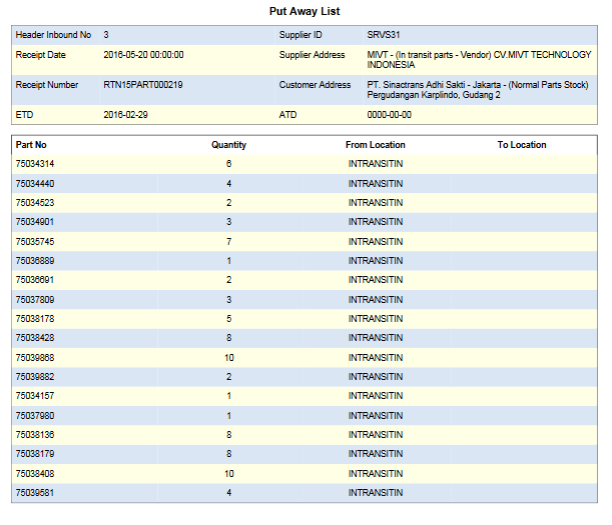 Put Away List
Header Inbound No 3 Supplier ID SRVS31
Receipt Date 2016-05-20 00:00:00 Supplier Address MIVT - (In transit parts - Vendor) CV.MIVT TECHNOLOGY
INDONESIA
Receipt Number RTN15PART000219 Customer Address PT. Sinactrans Adhi Sakti - Jakarta - (Normal Parts Stock)
Pergudangan Karplindo, Gudang 2
ETD 2016-02-29 ATD 0000-00-00
Part No Quantity From Location To Location
75034314 6 INTRANSITIN
75034440 4 INTRANSITIN
75034523 2 INTRANSITIN
75034901 3 INTRANSITIN
75035745 7 INTRANSITIN
75036889 1 INTRANSITIN
75036691 2 INTRANSITIN
75037809 3 INTRANSITIN
75038178 5 INTRANSITIN
75038428 8 INTRANSITIN
75039868 10 INTRANSITIN
75039882 2 INTRANSITIN
75034157 1 INTRANSITIN
75037980 1 INTRANSITIN
75038136 8 INTRANSITIN
75038179 8 INTRANSITIN
75038408 10 INTRANSITIN
75039581 4 INTRANSITIN